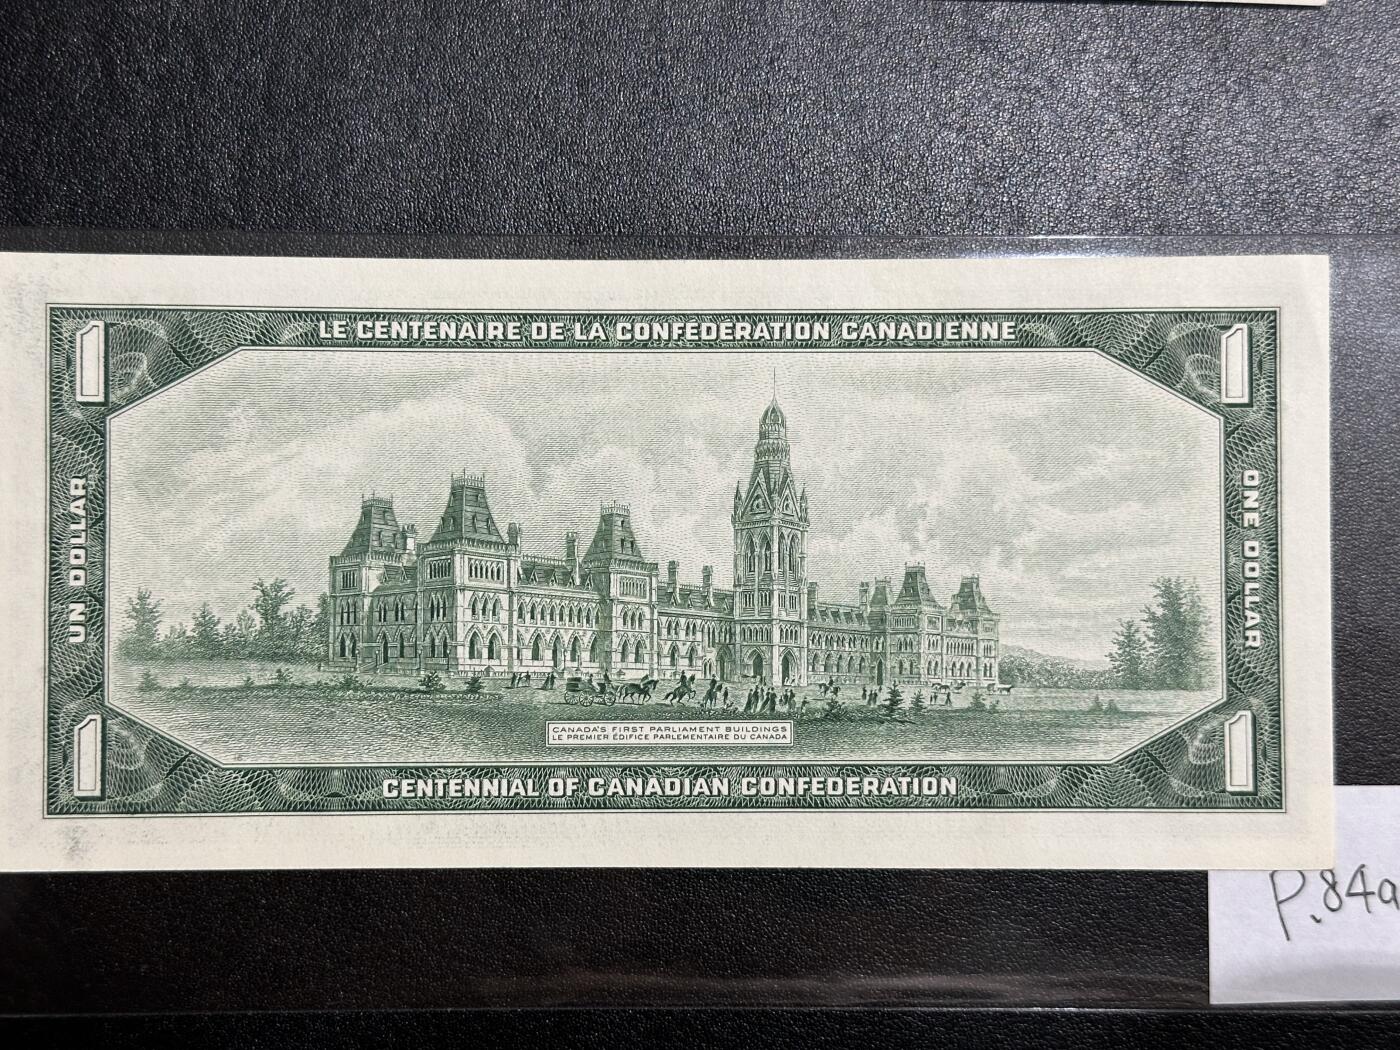 LE CENTENAIRE DE LA CONFÉDÉRATION CANADIENNE
1
1
UN DOLLAR
ONE DOLLAR
CANADA'S FIRST PARLIAMENT BUILDINGS
LE PREMIER ÉDIFICE PARLEMENTAIRE DU CANADA
1
1
CENTENNIAL OF CANADIAN CONFEDERATION
P.84a